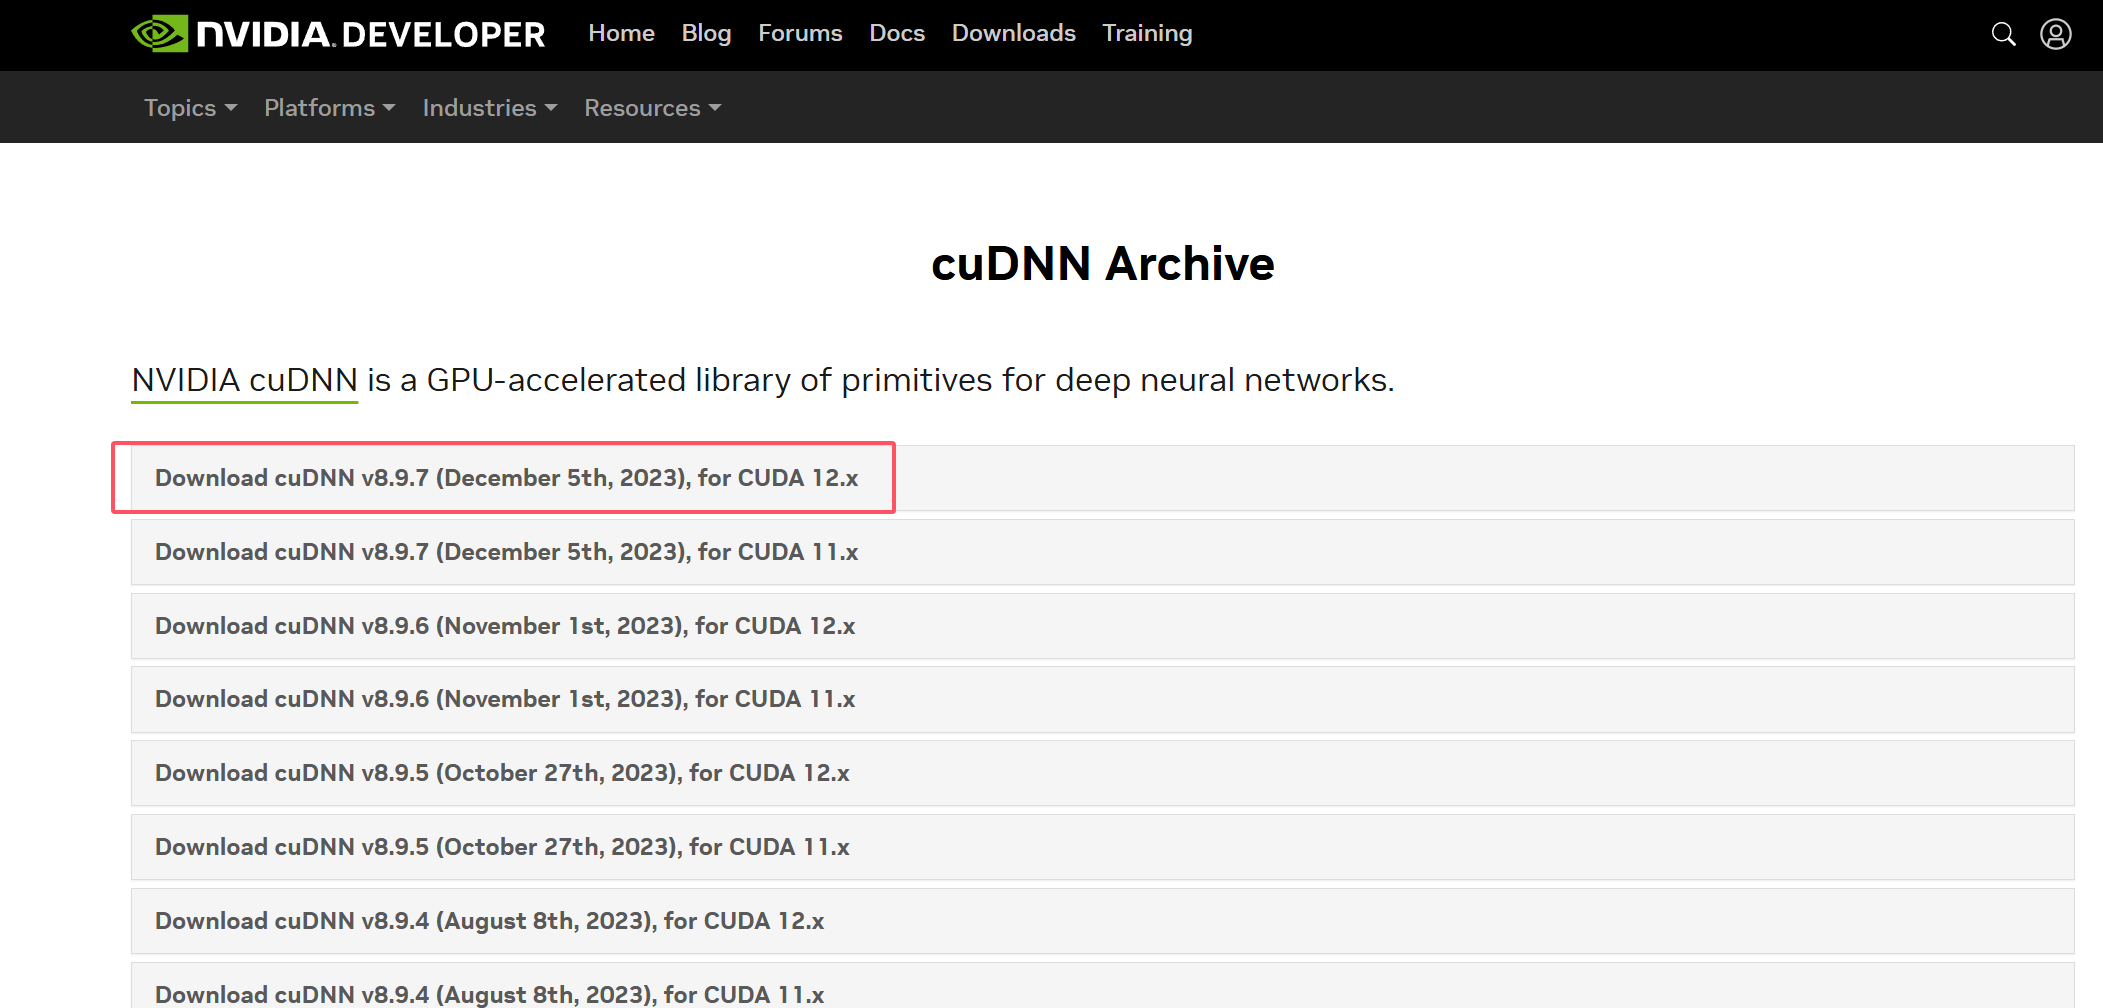 NVIDIA. DEVELOPER Home Blog Forums Docs Downloads Training
Topics Platforms Industries Resources
cuDNN Archive
NVIDIA cuDNN is a GPU-accelerated library of primitives for deep neural networks.
Download cuDNN v8.9.7 (December 5th, 2023), for CUDA 12.x
Download cuDNN v8.9.7 (December 5th, 2023), for CUDA 11.x
Download cuDNN v8.9.6 (November 1st, 2023), for CUDA 12.x
Download cuDNN v8.9.6 (November 1st, 2023), for CUDA 11.x
Download cuDNN v8.9.5 (October 27th, 2023), for CUDA 12.x
Download cuDNN v8.9.5 (October 27th, 2023), for CUDA 11.x
Download cuDNN v8.9.4 (August 8th, 2023), for CUDA 12.x
Download cuDNN v8.9.4 (August 8th, 2023), for CUDA 11.x